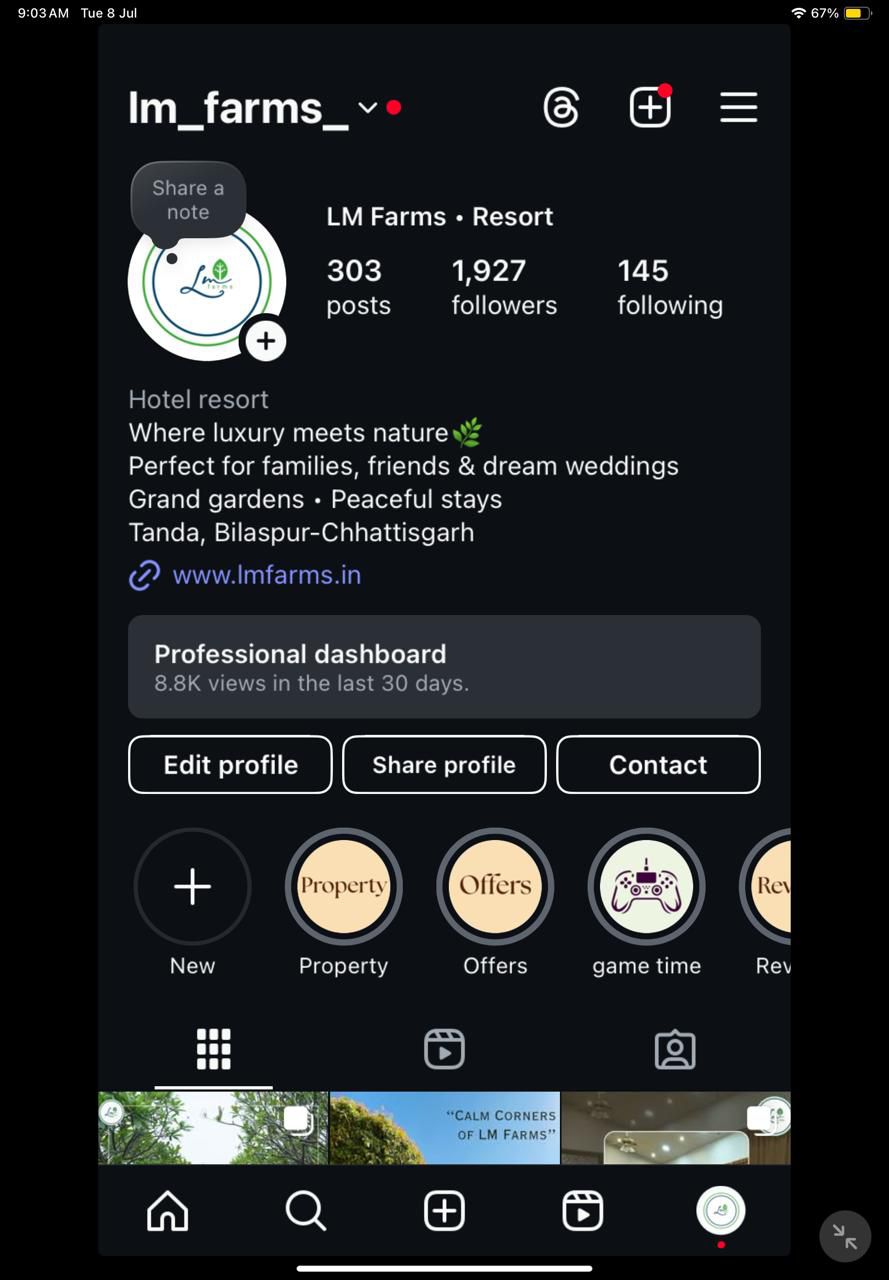 9:03 AM Tue 8 Jul
67%
lm_farms_
Share a
note
Lm
farms
LM Farms • Resort
303
posts
1,927
followers
145
following
Hotel resort
Where luxury meets nature🌿
Perfect for families, friends & dream weddings
Grand gardens • Peaceful stays
Tanda, Bilaspur-Chhattisgarh
www.lmfarms.in
Professional dashboard
8.8K views in the last 30 days.
Edit profile
Share profile
Contact
Property
Offers
Rev
New
Property
Offers
game time
Rev
“CALM CORNERS
OF LM FARMS”